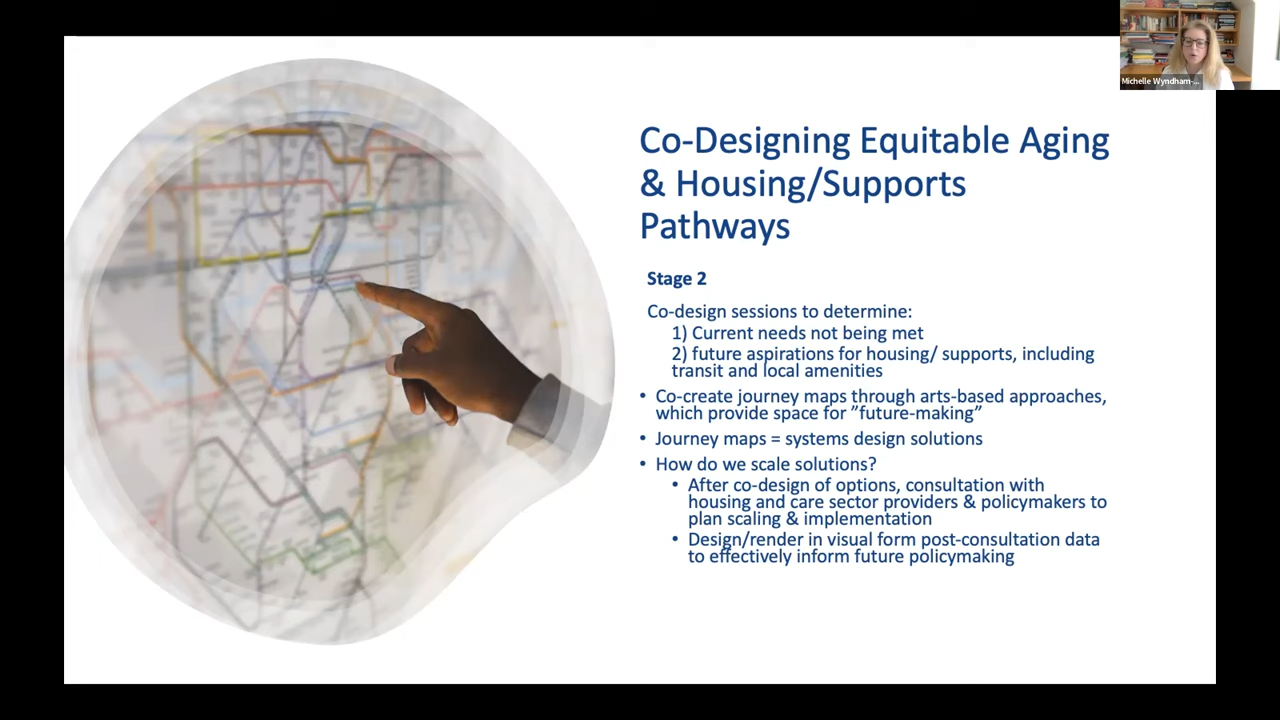 Michelle Wyndham-...
Co-Designing Equitable Aging
& Housing/Supports
Pathways
Stage 2
Co-design sessions to determine:
1) Current needs not being met
2) future aspirations for housing/ supports, including
transit and local amenities
• Co-create journey maps through arts-based approaches,
which provide space for ”future-making”
• Journey maps = systems design solutions
• How do we scale solutions?
• After co-design of options, consultation with
housing and care sector providers & policymakers to
plan scaling & implementation
• Design/render in visual form post-consultation data
to effectively inform future policymaking